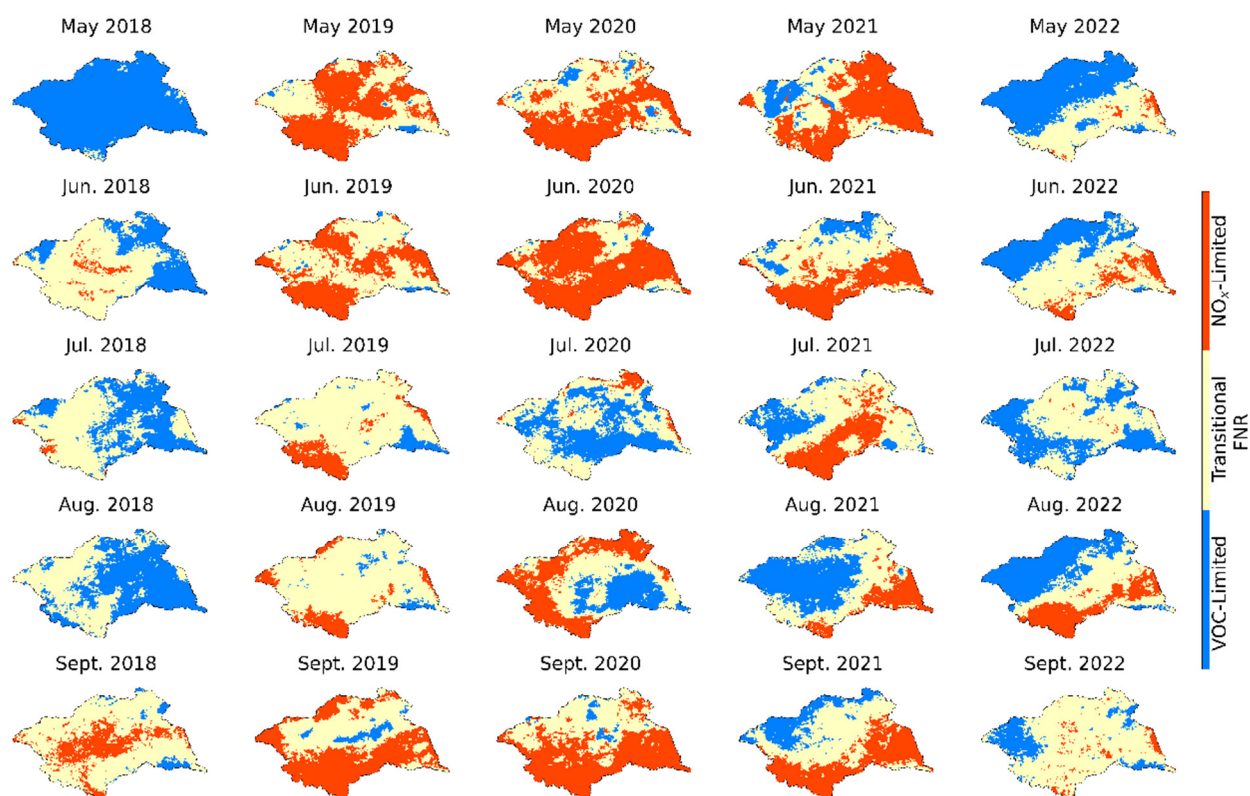 May 2018
May 2019
May 2020
May 2021
May 2022
Jun. 2018
Jun. 2019
Jun. 2020
Jun. 2021
Jun. 2022
Jul. 2018
Jul. 2019
Jul. 2020
Jul. 2021
Jul. 2022
Aug. 2018
Aug. 2019
Aug. 2020
Aug. 2021
Aug. 2022
Sept. 2018
Sept. 2019
Sept. 2020
Sept. 2021
Sept. 2022
NOₓ-Limited
Transitional
VOC-Limited
FNR